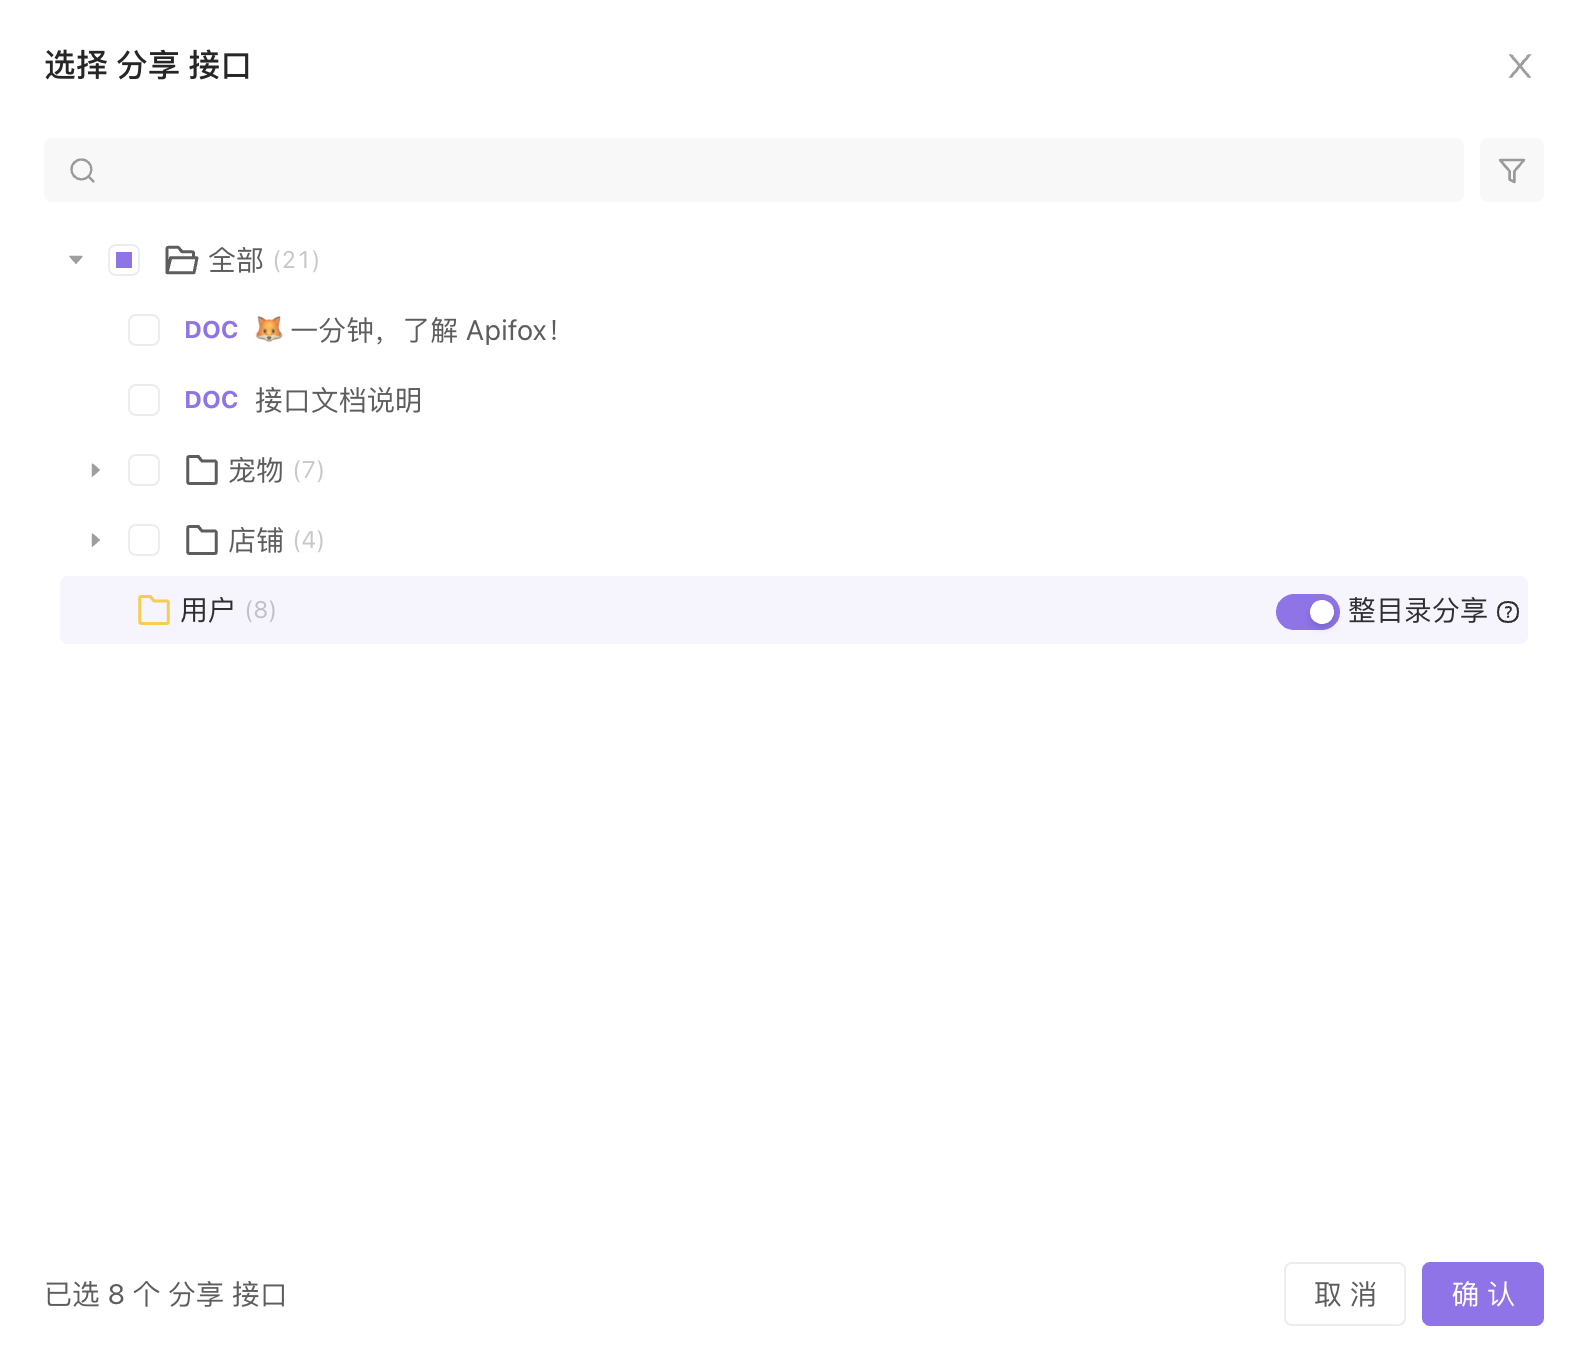 选择 分享 接口
全部 (21)
DOC 🦊 一分钟，了解 Apifox！
DOC 接口文档说明
宠物 (7)
店铺 (4)
用户 (8) 整目录分享
已选 8 个 分享 接口 取 消 确 认